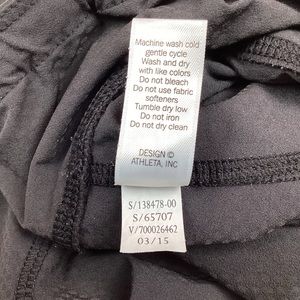 Machine wash cold
gentle cycle
Wash and dry
with like colors
Do not bleach
Do not use fabric
softeners
Tumble dry low
Do not iron
Do not dry clean
DESIGN ©
ATHLETA, INC
S/138478-00
S/65707
V/700026462
03/15